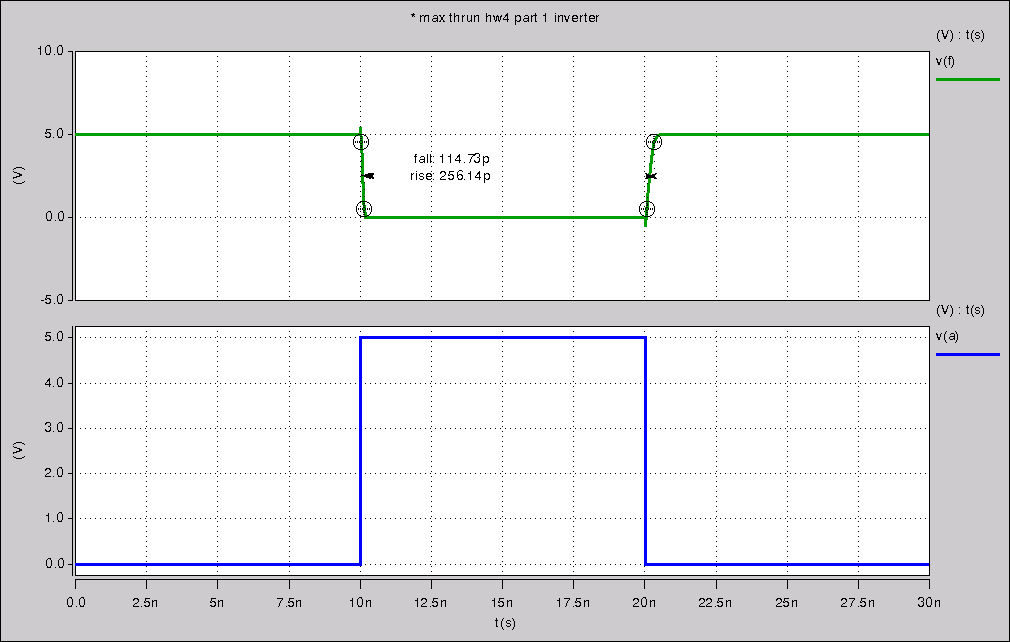 * max thrun hw4 part 1 inverter
(V) : t(s)
v(f)
10.0
5.0
0.0
-5.0
(V)
fall: 114.73p
rise: 256.14p
(V) : t(s)
v(a)
5.0
4.0
3.0
2.0
1.0
0.0
(V)
0.0 2.5n 5n 7.5n 10n 12.5n 15n 17.5n 20n 22.5n 25n 27.5n 30n
t(s)